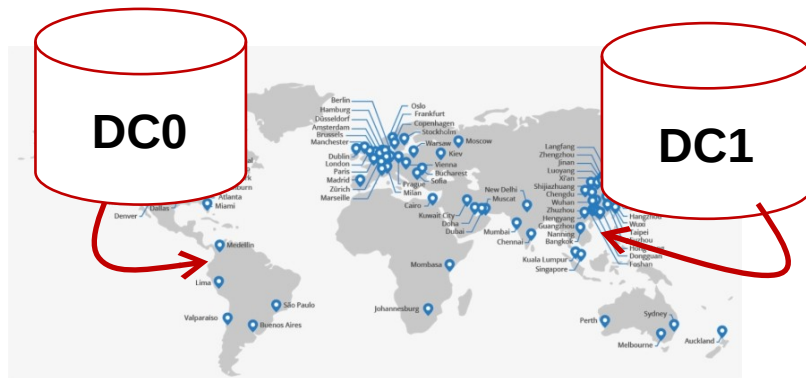 DC0
DC1
Berlin
Hamburg
Düsseldorf
Amsterdam
Brussels
Manchester
Dublin
London
Paris
Madrid
Zürich
Marseille
Oslo
Frankfurt
Copenhagen
Stockholm
Warsaw
Moscow
Kiev
Vienna
Bucharest
Sofia
Prague
Milan
Cairo
Kuwait City
Doha
Dubai
Muscat
New Delhi
Mumbai
Chennai
Langfang
Zhengzhou
Jinan
Luoyang
Xi'an
Shijiazhuang
Chengdu
Wuhan
Zhuzhou
Hengyang
Guangzhou
Nanning
Bangkok
Hangzhou
Wuxi
Taipei
Dongguan
Foshan
Kuala Lumpur
Singapore
Atlanta
Miami
Dallas
Denver
Medellin
Lima
São Paulo
Valparaiso
Buenos Aires
Mombasa
Johannesburg
Perth
Sydney
Melbourne
Auckland